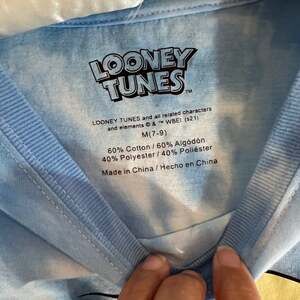 LOONEY
TUNES
LOONEY TUNES and all related characters
and elements © & ™ WBEI (s21)
M(7-9)
60% Cotton / 60% Algodón
40% Polyester / 40% Poliéster
Made in China / Hecho en China